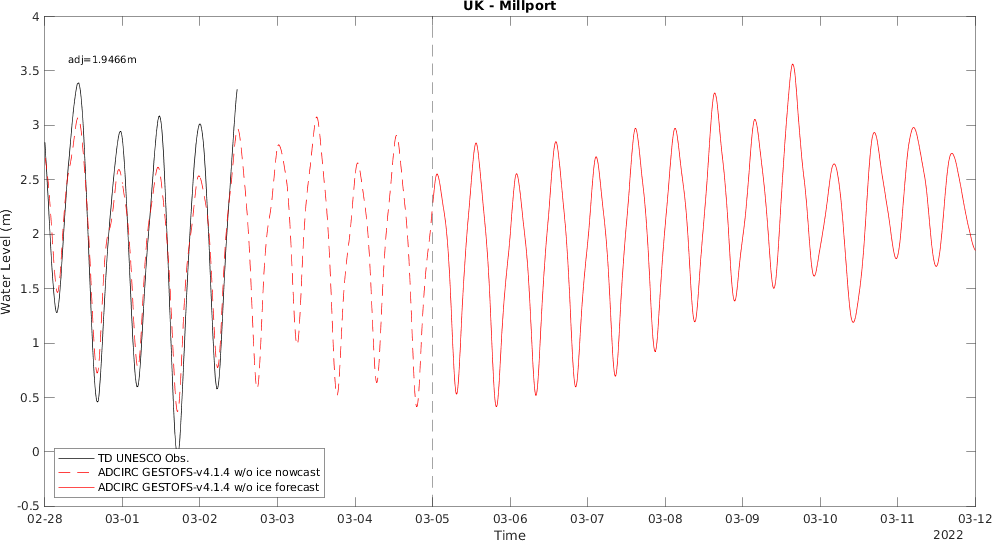 UK - Millport
adj=1.9466m
4
3.5
3
2.5
2
1.5
1
0.5
0
-0.5
Water Level (m)
TD UNESCO Obs.
ADCIRC GESTOFS-v4.1.4 w/o ice nowcast
ADCIRC GESTOFS-v4.1.4 w/o ice forecast
02-28 03-01 03-02 03-03 03-04 03-05 03-06 03-07 03-08 03-09 03-10 03-11 03-12
Time
2022